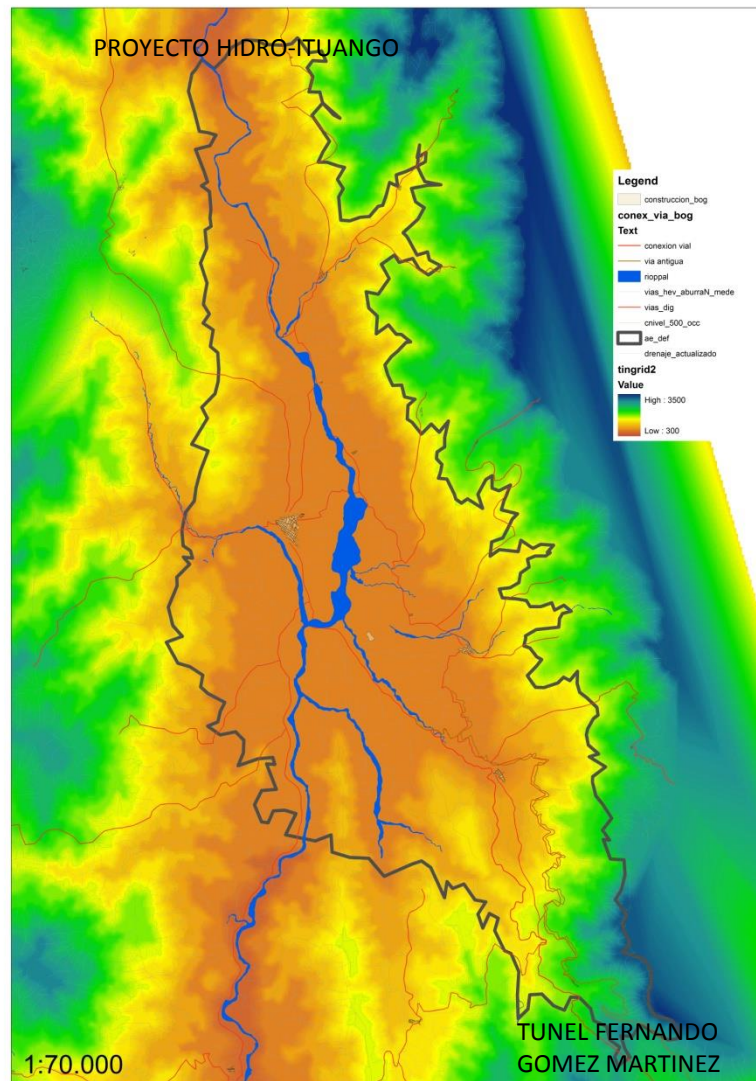 PROYECTO HIDRO-ITUANGO
Legend
construccion_bog
conex_via_bog
Text
conexion vial
via antigua
rioppal
vias_hev_aburraN_mede
vias_dig
cnivel_500_occ
ae_def
drenaje_actualizado
tingrid2
Value
High : 3500
Low : 300
TUNEL FERNANDO
GOMEZ MARTINEZ
1:70.000